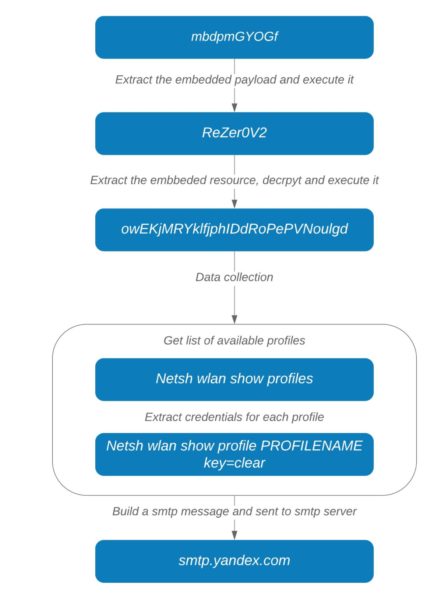 mbdpmGYOGf
Extract the embedded payload and execute it
ReZer0V2
Extract the embbeded resource, decrpyt and execute it
owEKjMRYklfjphIDdRoPePVNoulgd
Data collection
Get list of available profiles
Netsh wlan show profiles
Extract credentials for each profile
Netsh wlan show profile PROFILENAME
key=clear
Build a smtp message and sent to smtp server
smtp.yandex.com